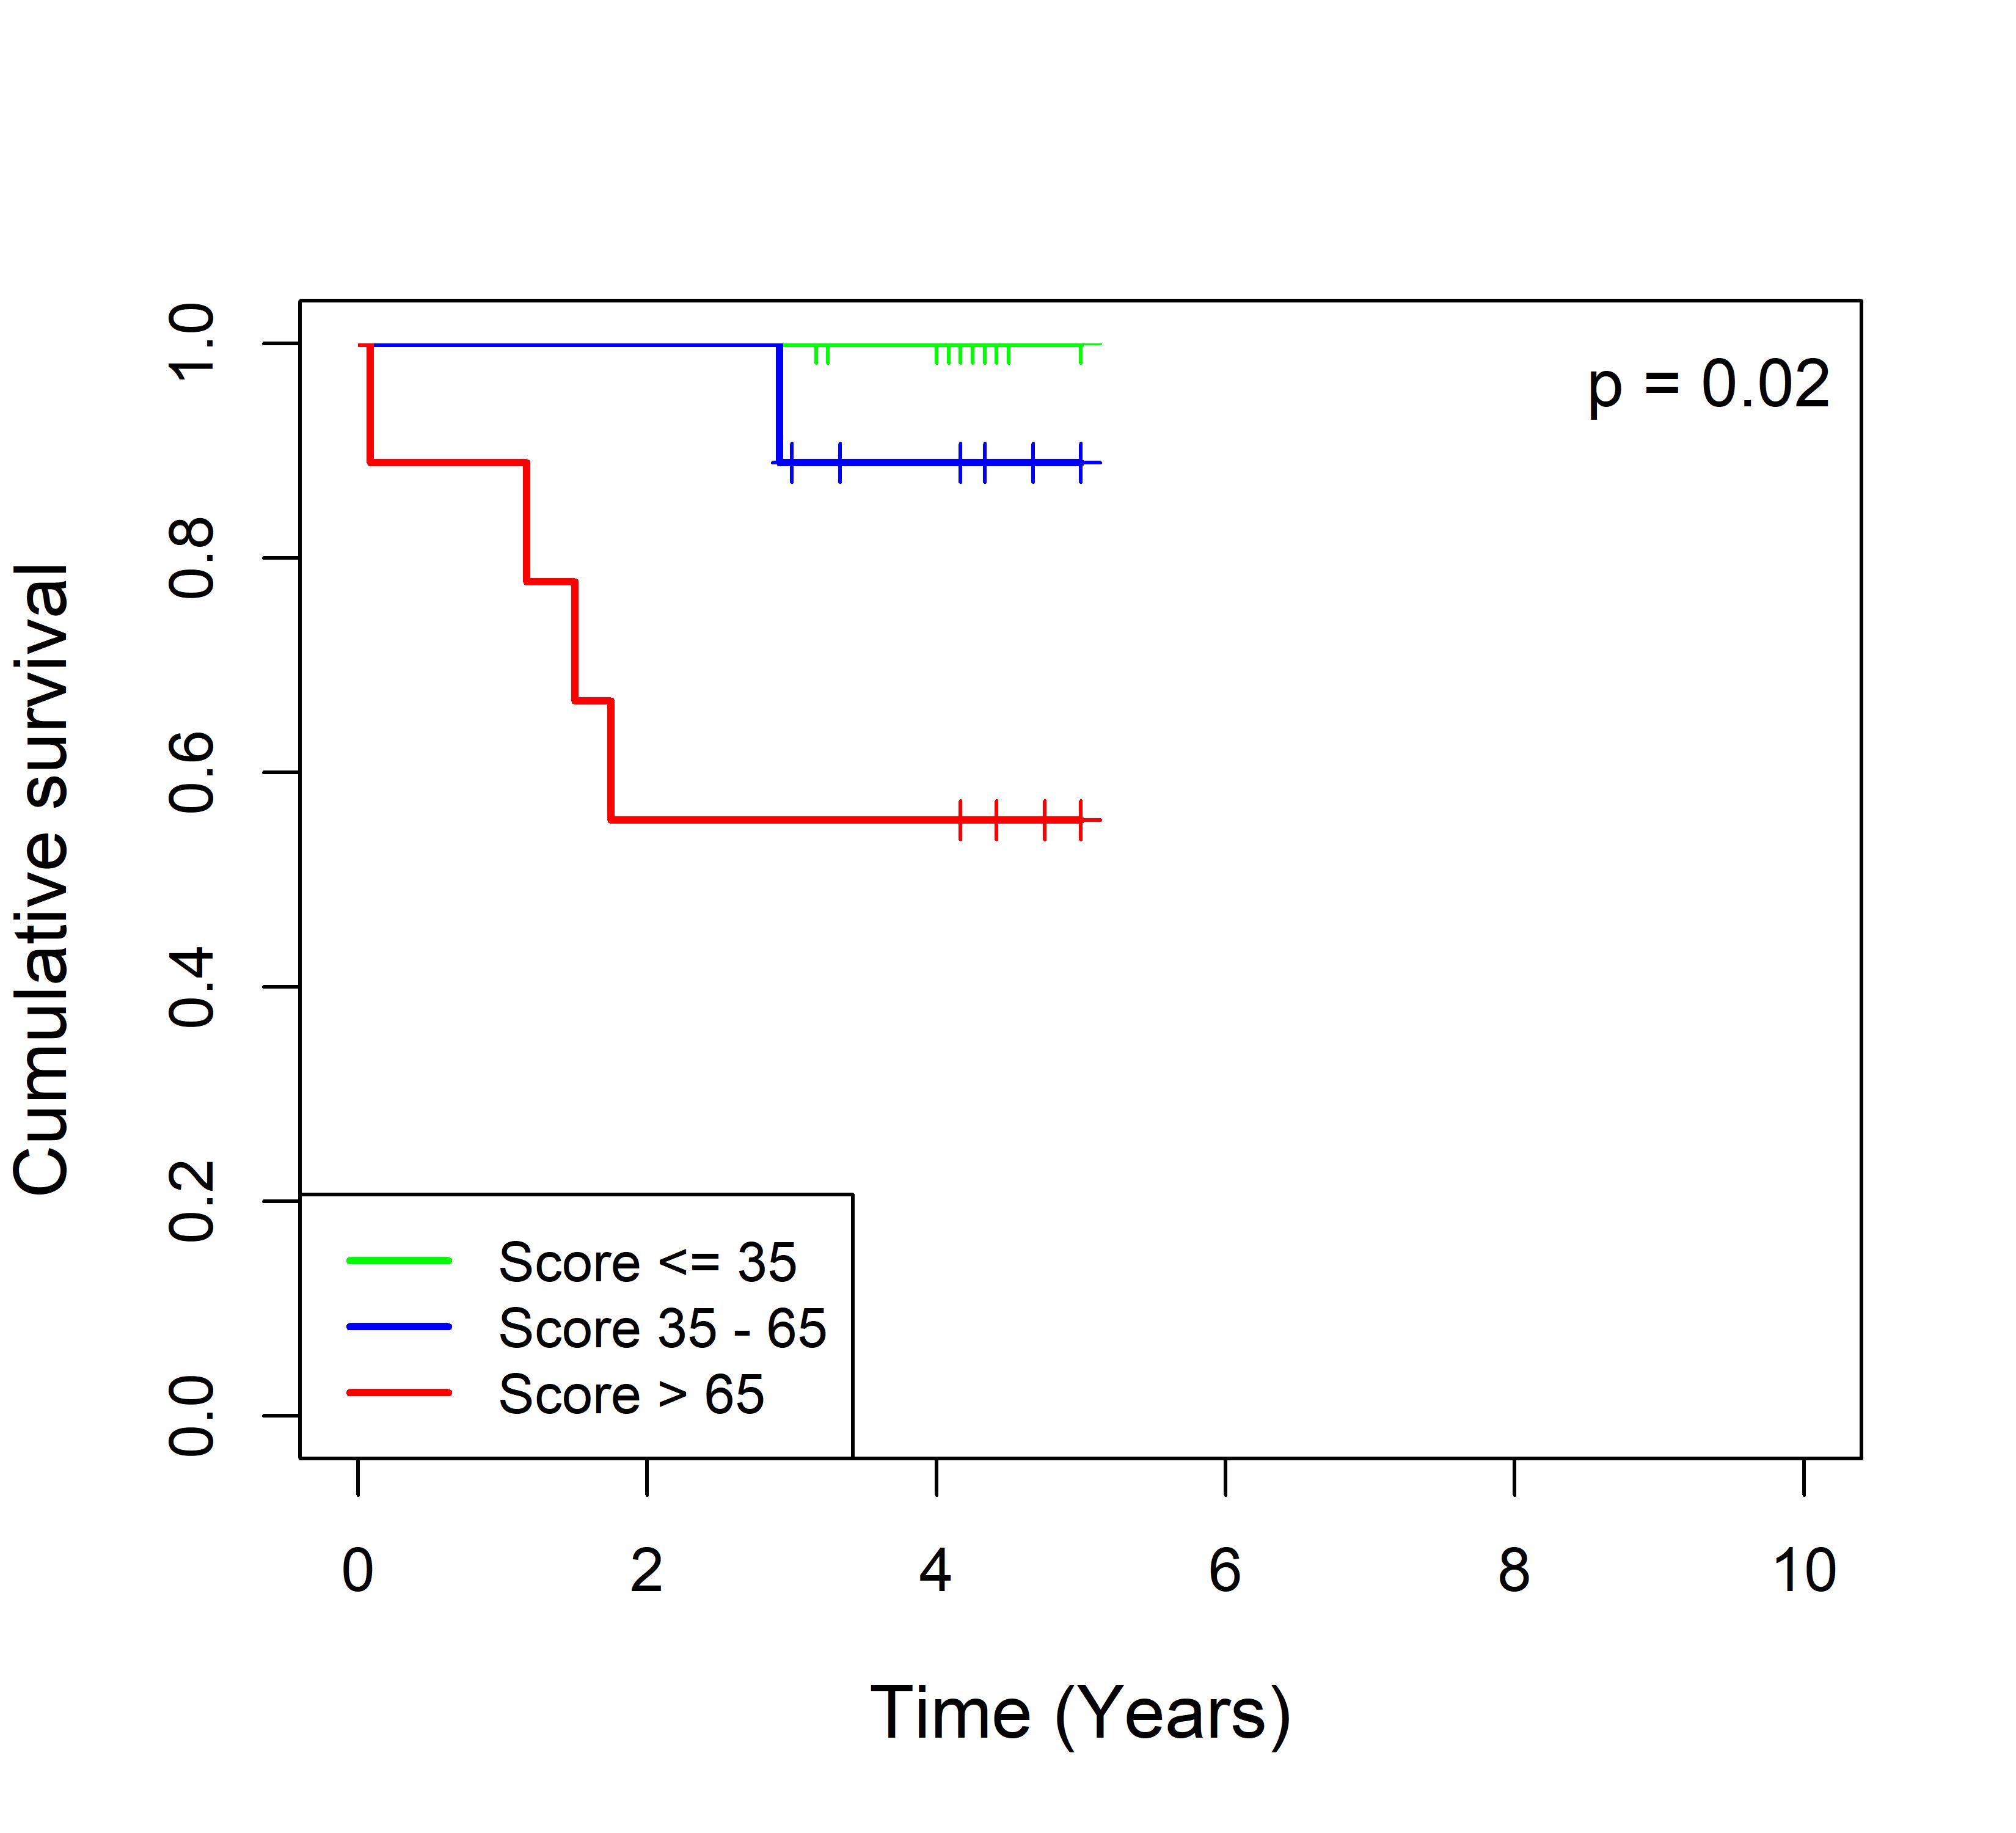 p = 0.02
1.0
0.8
0.6
0.4
0.2
0.0
Cumulative survival
Score <= 35
Score 35 - 65
Score > 65
0 2 4 6 8 10
Time (Years)